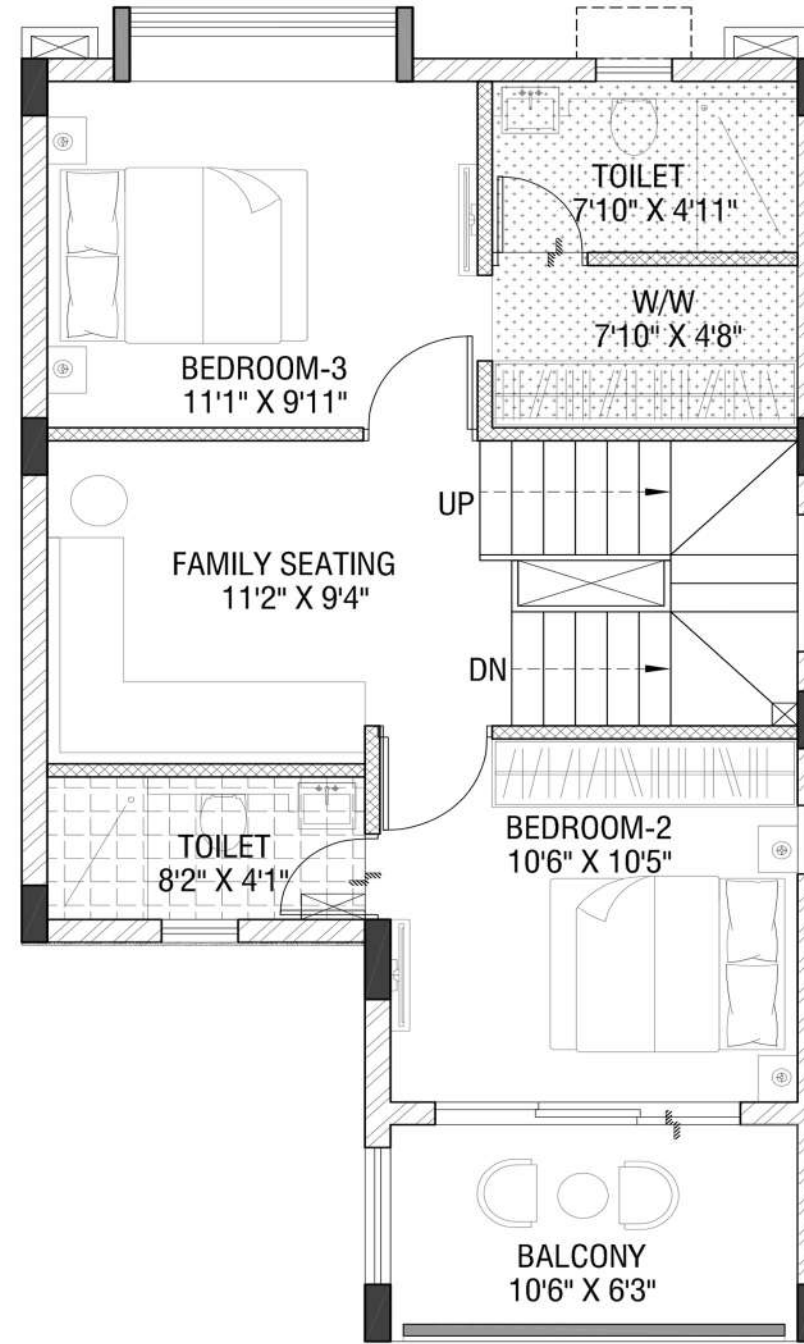 TOILET
7'10" X 4'11"
W/W
7'10" X 4'8"
BEDROOM-3
11'1" X 9'11"
UP
FAMILY SEATING
11'2" X 9'4"
DN
BEDROOM-2
10'6" X 10'5"
TOILET
8'2" X 4'1"
BALCONY
10'6" X 6'3"